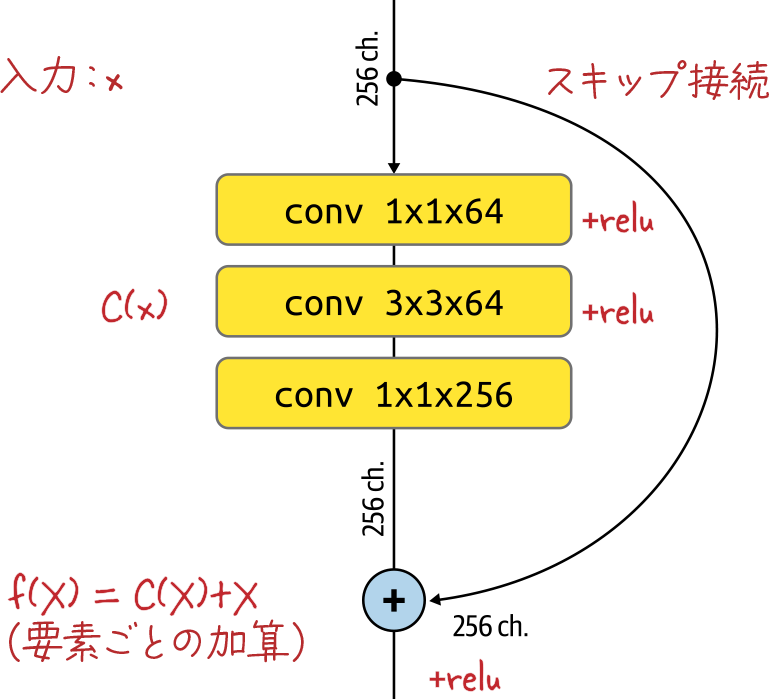 256 ch.
入力：x
スキップ接続
conv 1x1x64
+relu
C(x)
conv 3x3x64
+relu
conv 1x1x256
256 ch.
f(X) = C(X)+X
(要素ごとの加算)
+
256 ch.
+relu